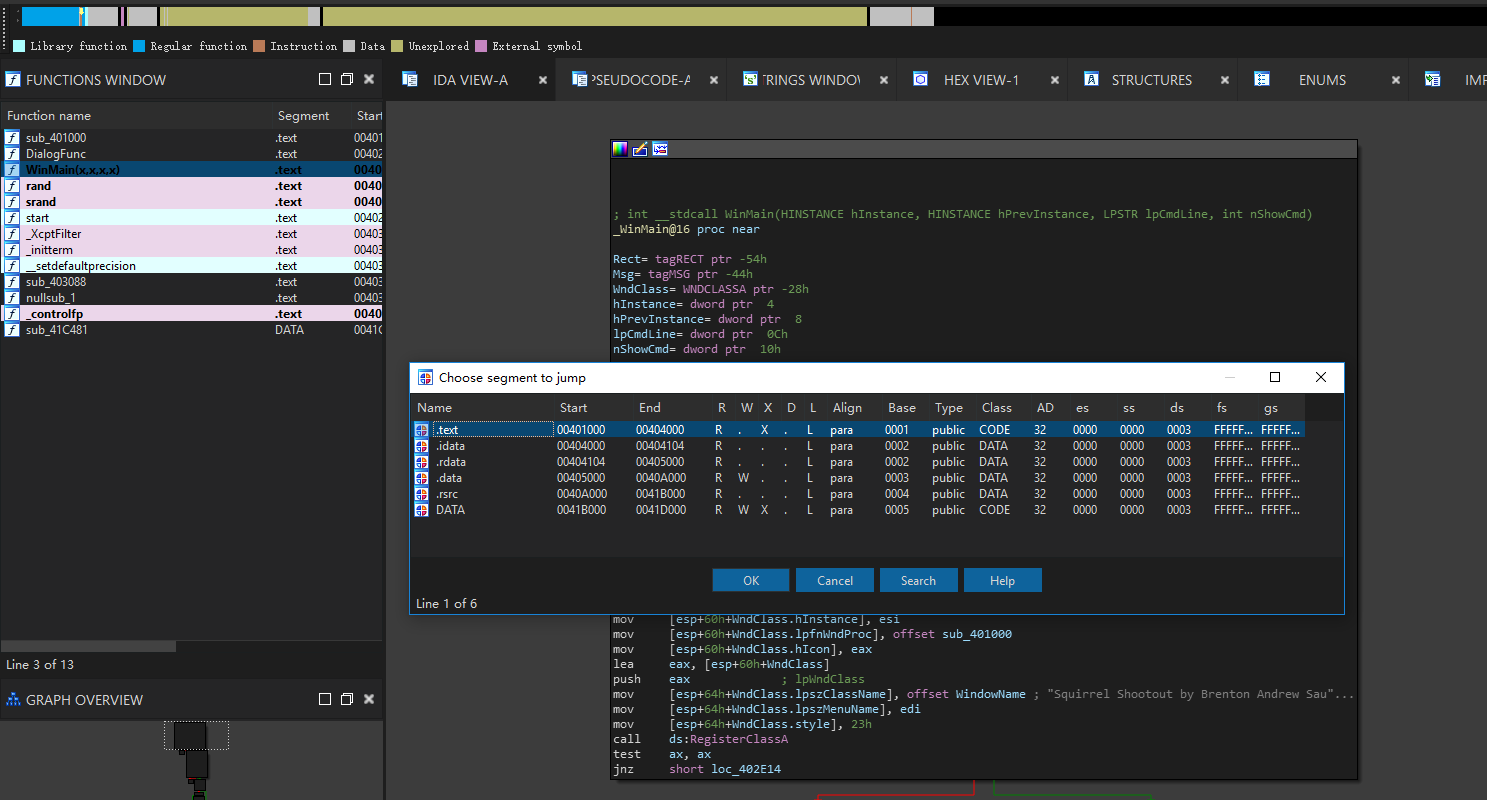 Library function Regular function Instruction Data Unexplored External symbol
FUNCTIONS WINDOW
IDA VIEW-A PSEUDOCODE-A TRINGS WINDOW HEX VIEW-1 STRUCTURES ENUMS IMP
Function name Segment Start
sub_401000 .text 00401
DialogFunc .text 00402
WinMain(x,x,x,x) .text 0040
rand .text 0040
srand .text 0040
start .text 00402
_XcptFilter .text 00403
_initterm .text 00403
__setdefaultprecision .text 00403
sub_403088 .text 00403
nullsub_1 .text 00403
_controlfp .text 0040
sub_41C481 DATA 0041C
Line 3 of 13
GRAPH OVERVIEW
; int __stdcall WinMain(HINSTANCE hInstance, HINSTANCE hPrevInstance, LPSTR lpCmdLine, int nShowCmd)
_WinMain@16 proc near
Rect= tagRECT ptr -54h
Msg= tagMSG ptr -44h
WndClass= WNDCLASSA ptr -28h
hInstance= dword ptr 4
hPrevInstance= dword ptr 8
lpCmdLine= dword ptr 0Ch
nShowCmd= dword ptr 10h
Choose segment to jump
Name Start End R W X D L Align Base Type Class AD es ss ds fs gs
.text 00401000 00404000 R . X . L para 0001 public CODE 32 0000 0000 0003 FFFFF... FFFFF...
.idata 00404000 00404104 R . . . L para 0002 public DATA 32 0000 0000 0003 FFFFF... FFFFF...
.rdata 00404104 00405000 R . . . L para 0002 public DATA 32 0000 0000 0003 FFFFF... FFFFF...
.data 00405000 0040A000 R W . . L para 0003 public DATA 32 0000 0000 0003 FFFFF... FFFFF...
.rsrc 0040A000 0041B000 R . . . L para 0004 public DATA 32 0000 0000 0003 FFFFF... FFFFF...
DATA 0041B000 0041D000 R W X . L para 0005 public CODE 32 0000 0000 0003 FFFFF... FFFFF...
OK Cancel Search Help
Line 1 of 6
mov [esp+60h+WndClass.hInstance], esi
mov [esp+60h+WndClass.lpfnWndProc], offset sub_401000
mov [esp+60h+WndClass.hIcon], eax
lea eax, [esp+60h+WndClass]
push eax ; lpWndClass
mov [esp+64h+WndClass.lpszClassName], offset WindowName ; "Squirrel Shootout by Brenton Andrew Sau"...
mov [esp+64h+WndClass.lpszMenuName], edi
mov [esp+64h+WndClass.style], 23h
call ds:RegisterClassA
test ax, ax
jnz short loc_402E14